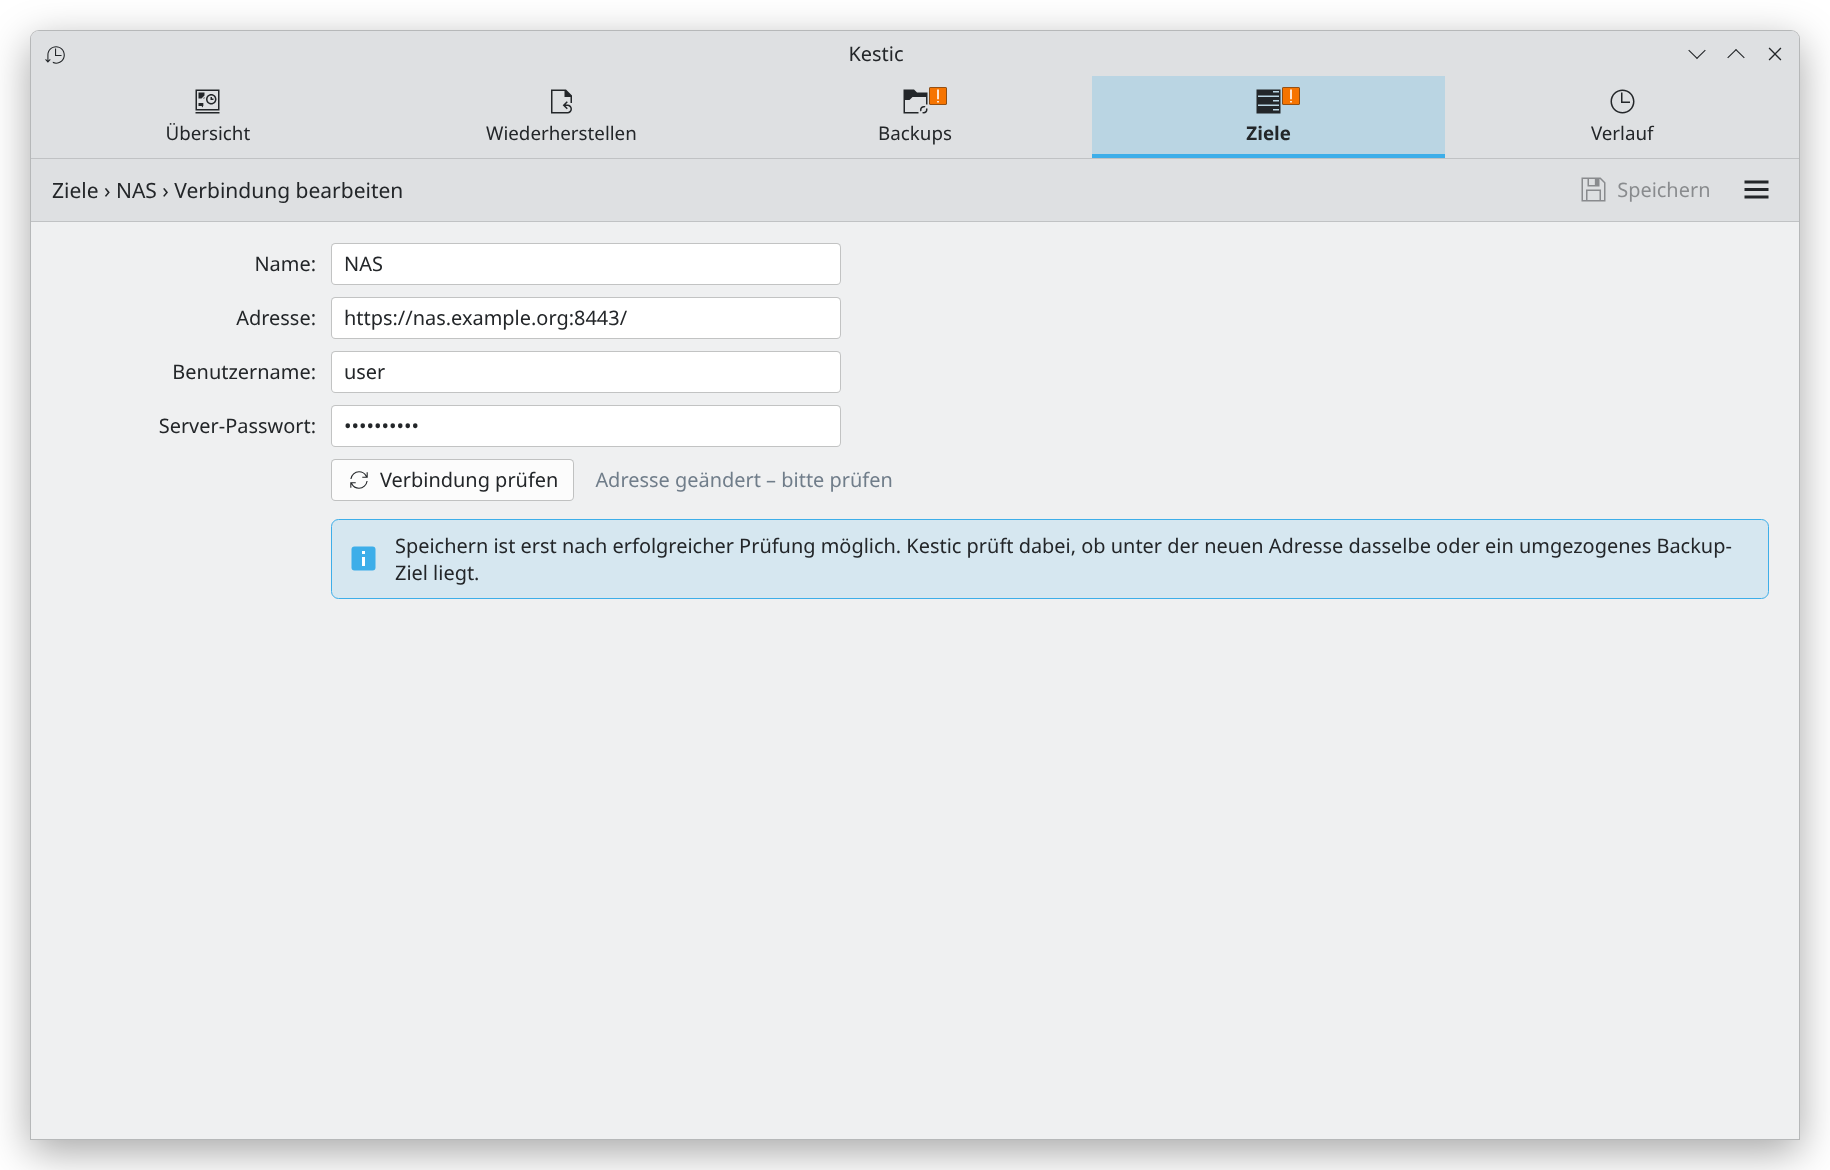 Kestic
Übersicht
Wiederherstellen
Backups
Ziele
Verlauf
Ziele › NAS › Verbindung bearbeiten
Speichern
Name: NAS
Adresse: https://nas.example.org:8443/
Benutzername: user
Server-Passwort: ••••••••••
Verbindung prüfen Adresse geändert – bitte prüfen
Speichern ist erst nach erfolgreicher Prüfung möglich. Kestic prüft dabei, ob unter der neuen Adresse dasselbe oder ein umgezogenes Backup-
Ziel liegt.